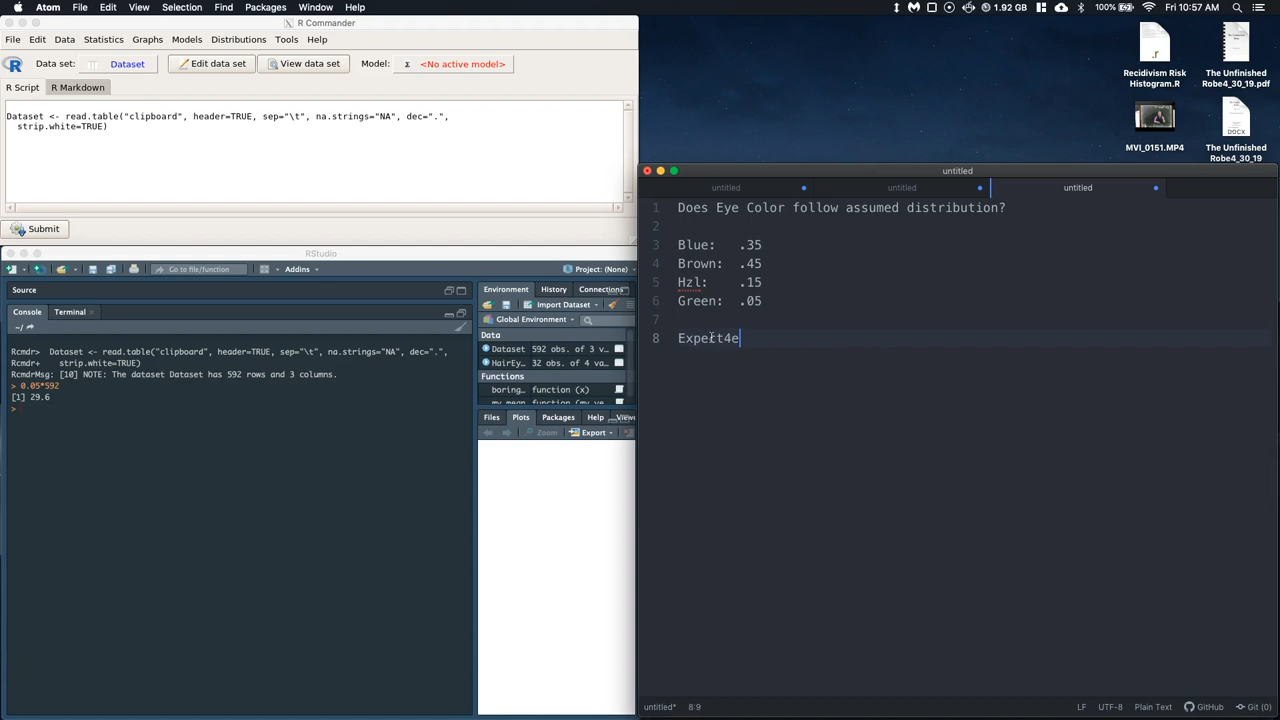 Atom File Edit View Selection Find Packages Window Help 1.92 GB 100% Fri 10:57 AM
R Commander
File Edit Data Statistics Graphs Models Distributions Tools Help
Data set: Dataset Edit data set View data set Model: Σ <No active model>
R Script R Markdown
Dataset <- read.table("clipboard", header=TRUE, sep="\t", na.strings="NA", dec=".",
strip.white=TRUE)
Submit
RStudio
Go to file/function Addins Project: (None)
Source
Console Terminal
~/
Rcmdr> Dataset <- read.table("clipboard", header=TRUE, sep="\t", na.strings="NA", dec=".",
Rcmdr+ strip.white=TRUE)
RcmdrMsg: [10] NOTE: The dataset Dataset has 592 rows and 3 columns.
> 0.05*592
[1] 29.6
>
Environment History Connections
Import Dataset
Global Environment
Data
Dataset 592 obs. of 3 v…
HairEy… 32 obs. of 4 va…
Functions
boring… function (x)
my_mean function (my_ve
Files Plots Packages Help Viewe
Zoom Export
Recidivism Risk
Histogram.R
The Unfinished
Robe4_30_19.pdf
MVI_0151.MP4
DOCX
The Unfinished
Robe4_30_19
untitled
untitled untitled untitled
1 Does Eye Color follow assumed distribution?
2
3 Blue: .35
4 Brown: .45
5 Hzl: .15
6 Green: .05
7
8 Expect4e
untitled* 8:9 LF UTF-8 Plain Text GitHub Git (0)